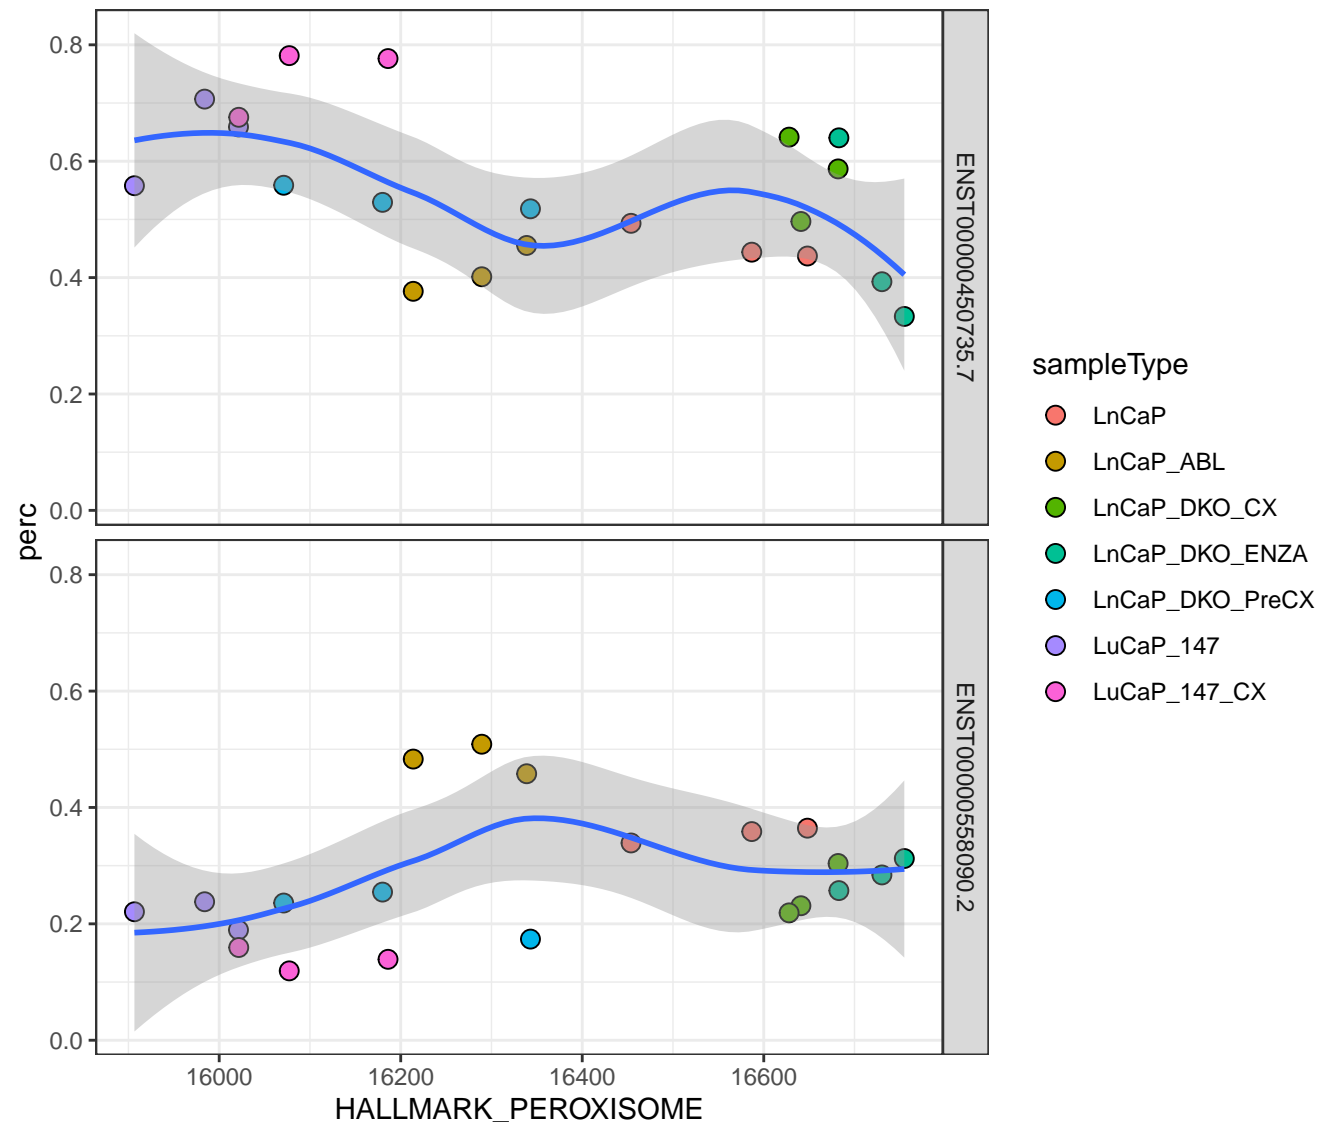 perc
0.8
0.6
0.4
0.2
0.0
ENST00000450735.7
0.8
0.6
0.4
0.2
0.0
ENST00000558090.2
16000 16200 16400 16600
HALLMARK_PEROXISOME
sampleType
LnCaP
LnCaP_ABL
LnCaP_DKO_CX
LnCaP_DKO_ENZA
LnCaP_DKO_PreCX
LuCaP_147
LuCaP_147_CX